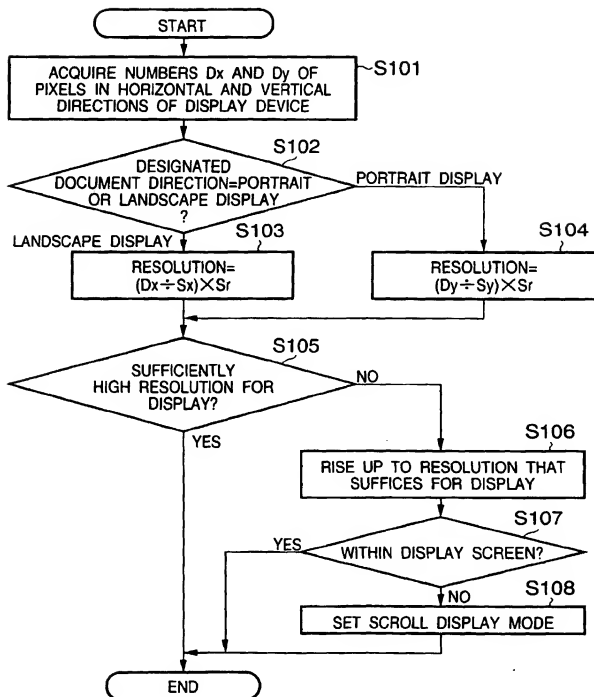 START
S101
ACQUIRE NUMBERS Dx AND Dy OF
PIXELS IN HORIZONTAL AND VERTICAL
DIRECTIONS OF DISPLAY DEVICE
S102
DESIGNATED
DOCUMENT DIRECTION=PORTRAIT
OR LANDSCAPE DISPLAY
?
PORTRAIT DISPLAY
LANDSCAPE DISPLAY
S103
RESOLUTION=
(Dx÷Sx)×Sr
S104
RESOLUTION=
(Dy÷Sy)×Sr
S105
SUFFICIENTLY
HIGH RESOLUTION FOR
DISPLAY?
NO
YES
S106
RISE UP TO RESOLUTION THAT
SUFFICES FOR DISPLAY
S107
YES
WITHIN DISPLAY SCREEN?
NO
S108
SET SCROLL DISPLAY MODE
END